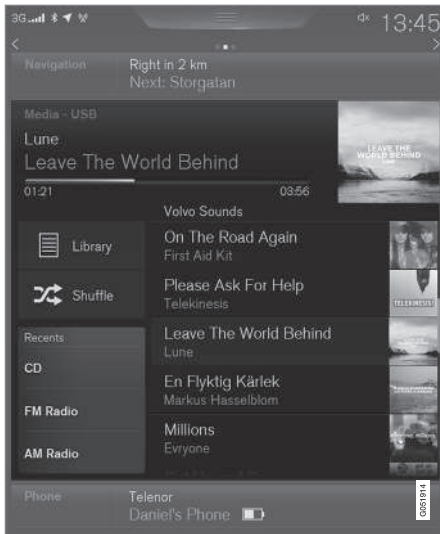 3G 13:45
Navigation Right in 2 km
Next: Storgatan
Media - USB
Lune
Leave The World Behind
01:21 03:56
LEAVE THE
WORLD BEHIND
Volvo Sounds
Library
Shuffle
On The Road Again
First Aid Kit
Please Ask For Help
Telekinesis
TELEKINESIS!
Leave The World Behind
Lune
En Flyktig Kärlek
Markus Hasselblom
Millions
Evryone
Recents
CD
FM Radio
AM Radio
Phone Telenor
Daniel's Phone
G051914